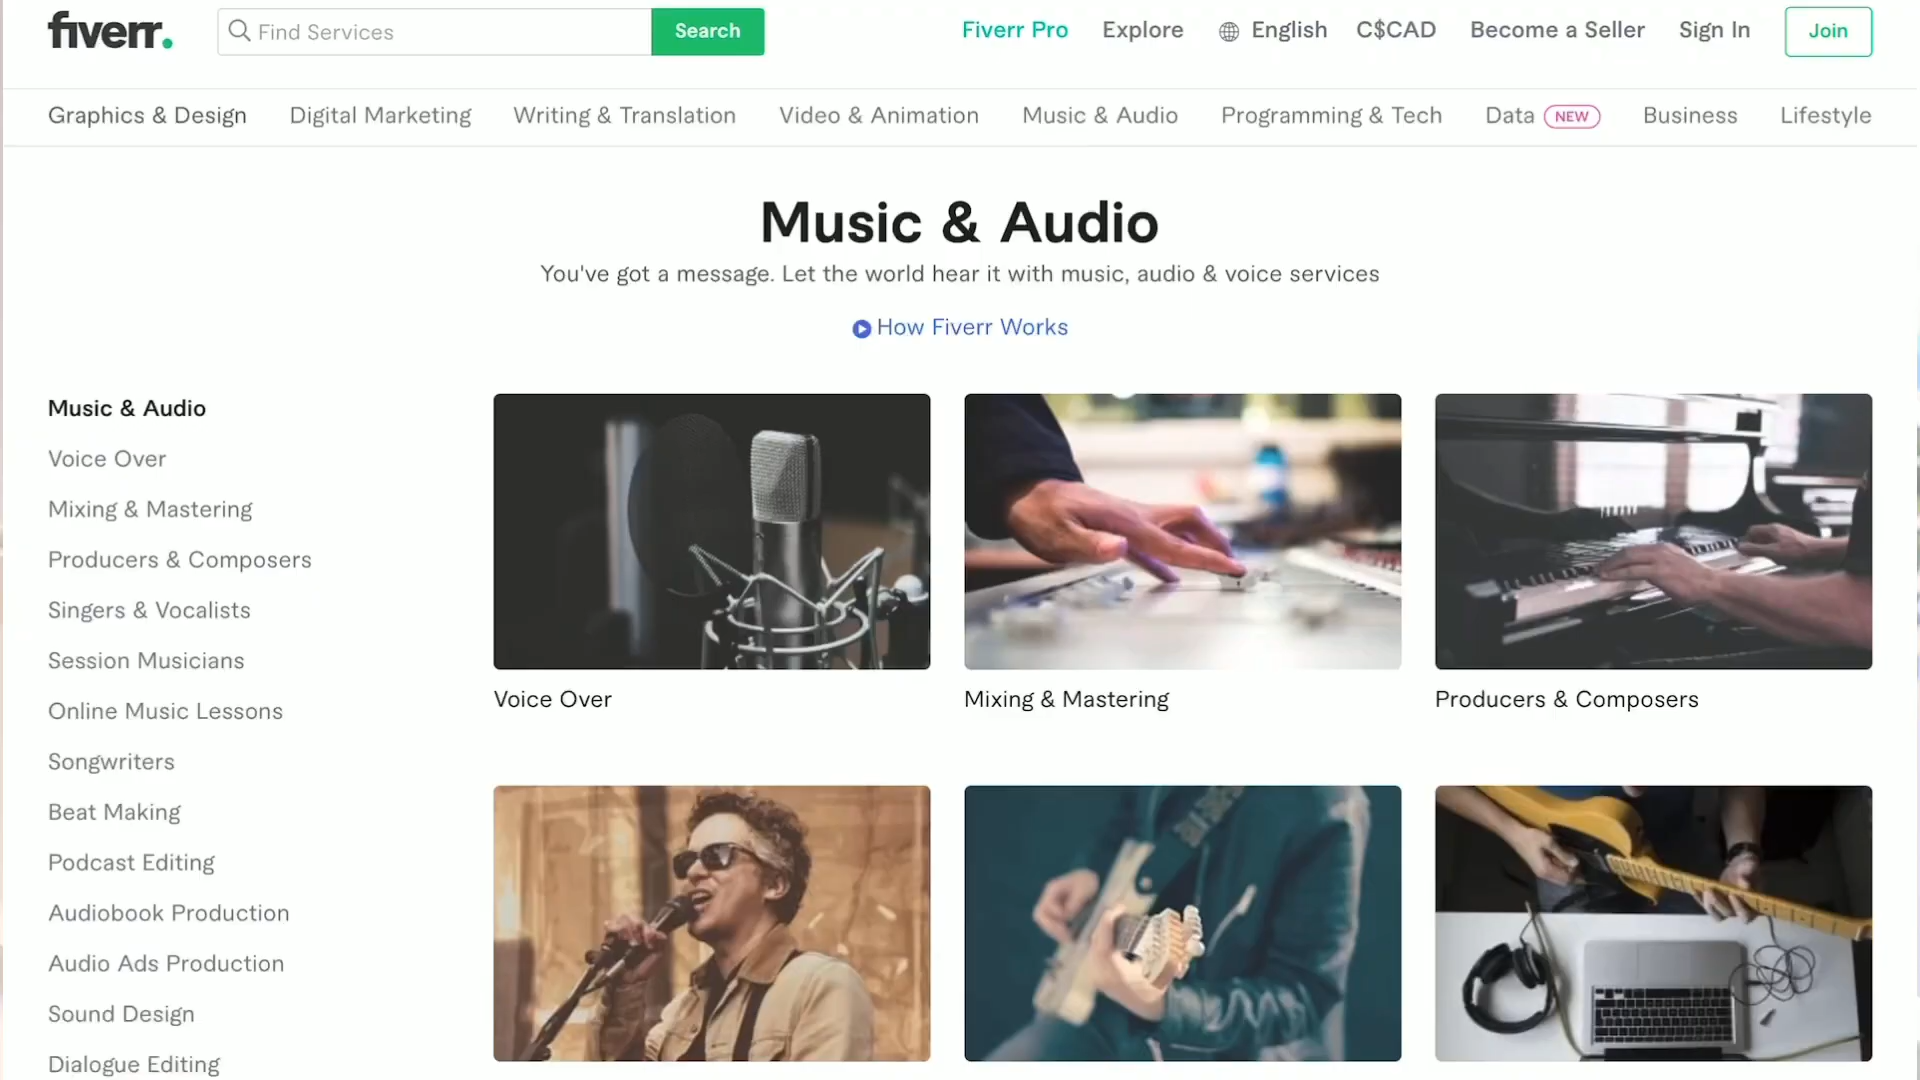 fiverr.
Find Services
Search
Fiverr Pro
Explore
English
C$CAD
Become a Seller
Sign In
Join
Graphics & Design
Digital Marketing
Writing & Translation
Video & Animation
Music & Audio
Programming & Tech
Data NEW
Business
Lifestyle
Music & Audio
You've got a message. Let the world hear it with music, audio & voice services
How Fiverr Works
Music & Audio
Voice Over
Mixing & Mastering
Producers & Composers
Singers & Vocalists
Session Musicians
Online Music Lessons
Songwriters
Beat Making
Podcast Editing
Audiobook Production
Audio Ads Production
Sound Design
Dialogue Editing
Voice Over
Mixing & Mastering
Producers & Composers